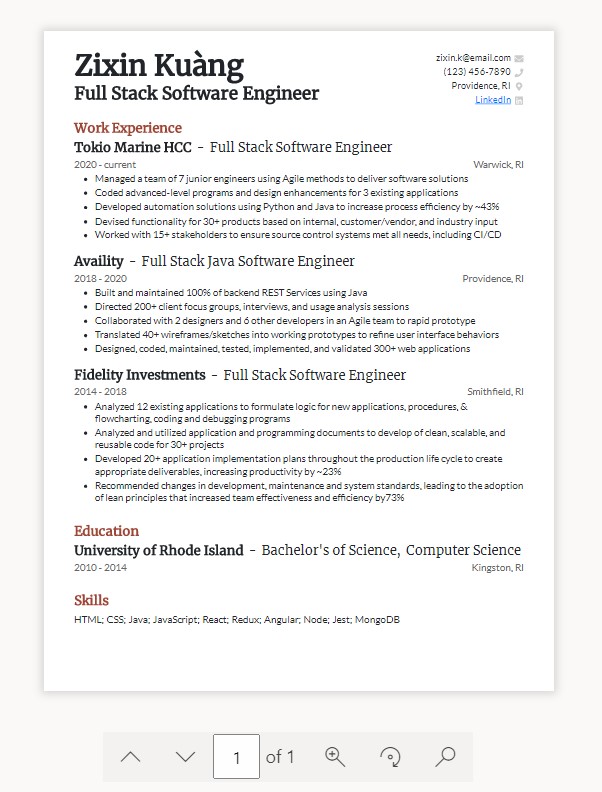 Zixin Kuàng
Full Stack Software Engineer
zixin.k@email.com
(123) 456-7890
Providence, RI
LinkedIn
Work Experience
Tokio Marine HCC - Full Stack Software Engineer
2020 - current Warwick, RI
• Managed a team of 7 junior engineers using Agile methods to deliver software solutions
• Coded advanced-level programs and design enhancements for 3 existing applications
• Developed automation solutions using Python and Java to increase process efficiency by ~43%
• Devised functionality for 30+ products based on internal, customer/vendor, and industry input
• Worked with 15+ stakeholders to ensure source control systems met all needs, including CI/CD
Availity - Full Stack Java Software Engineer
2018 - 2020 Providence, RI
• Built and maintained 100% of backend REST Services using Java
• Directed 200+ client focus groups, interviews, and usage analysis sessions
• Collaborated with 2 designers and 6 other developers in an Agile team to rapid prototype
• Translated 40+ wireframes/sketches into working prototypes to refine user interface behaviors
• Designed, coded, maintained, tested, implemented, and validated 300+ web applications
Fidelity Investments - Full Stack Software Engineer
2014 - 2018 Smithfield, RI
• Analyzed 12 existing applications to formulate logic for new applications, procedures, &
flowcharting, coding and debugging programs
• Analyzed and utilized application and programming documents to develop of clean, scalable, and
reusable code for 30+ projects
• Developed 20+ application implementation plans throughout the production life cycle to create
appropriate deliverables, increasing productivity by ~23%
• Recommended changes in development, maintenance and system standards, leading to the adoption
of lean principles that increased team effectiveness and efficiency by73%
Education
University of Rhode Island - Bachelor's of Science, Computer Science
2010 - 2014 Kingston, RI
Skills
HTML; CSS; Java; JavaScript; React; Redux; Angular; Node; Jest; MongoDB
1 of 1